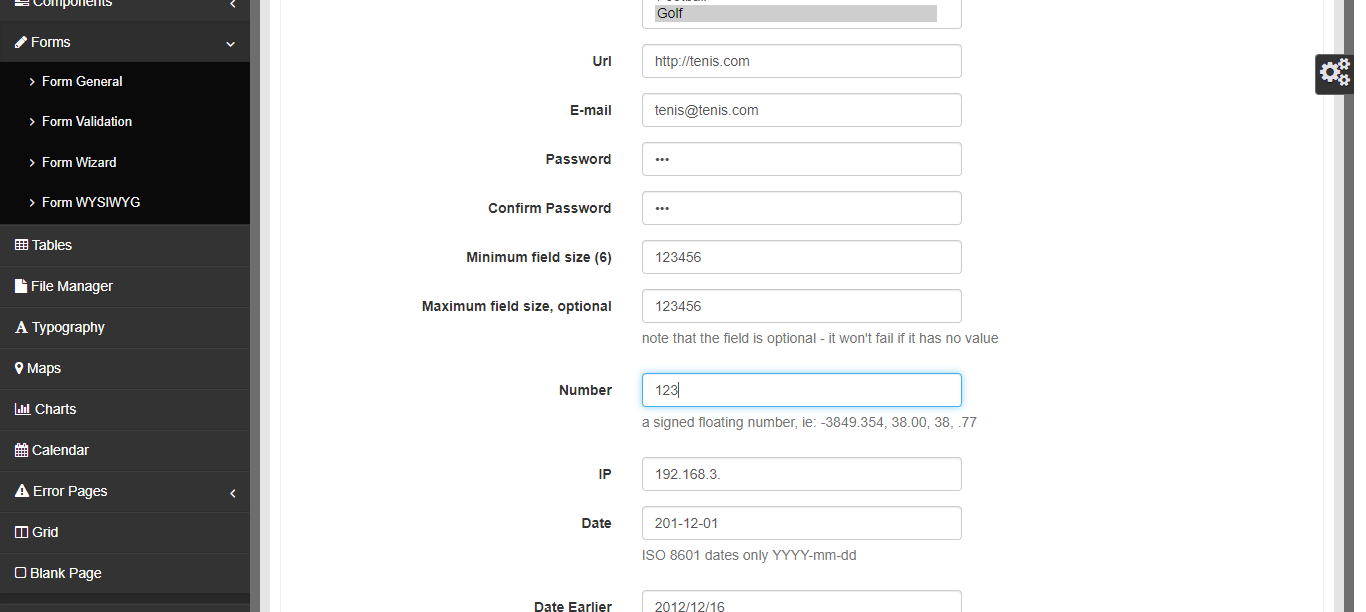 Components
Forms
Form General
Form Validation
Form Wizard
Form WYSIWYG
Tables
File Manager
Typography
Maps
Charts
Calendar
Error Pages
Grid
Blank Page
Golf
Url http://tenis.com
E-mail tenis@tenis.com
Password •••
Confirm Password •••
Minimum field size (6) 123456
Maximum field size, optional 123456
note that the field is optional - it won't fail if it has no value
Number 123
a signed floating number, ie: -3849.354, 38.00, 38, .77
IP 192.168.3.
Date 201-12-01
ISO 8601 dates only YYYY-mm-dd
Date Earlier 2012/12/16